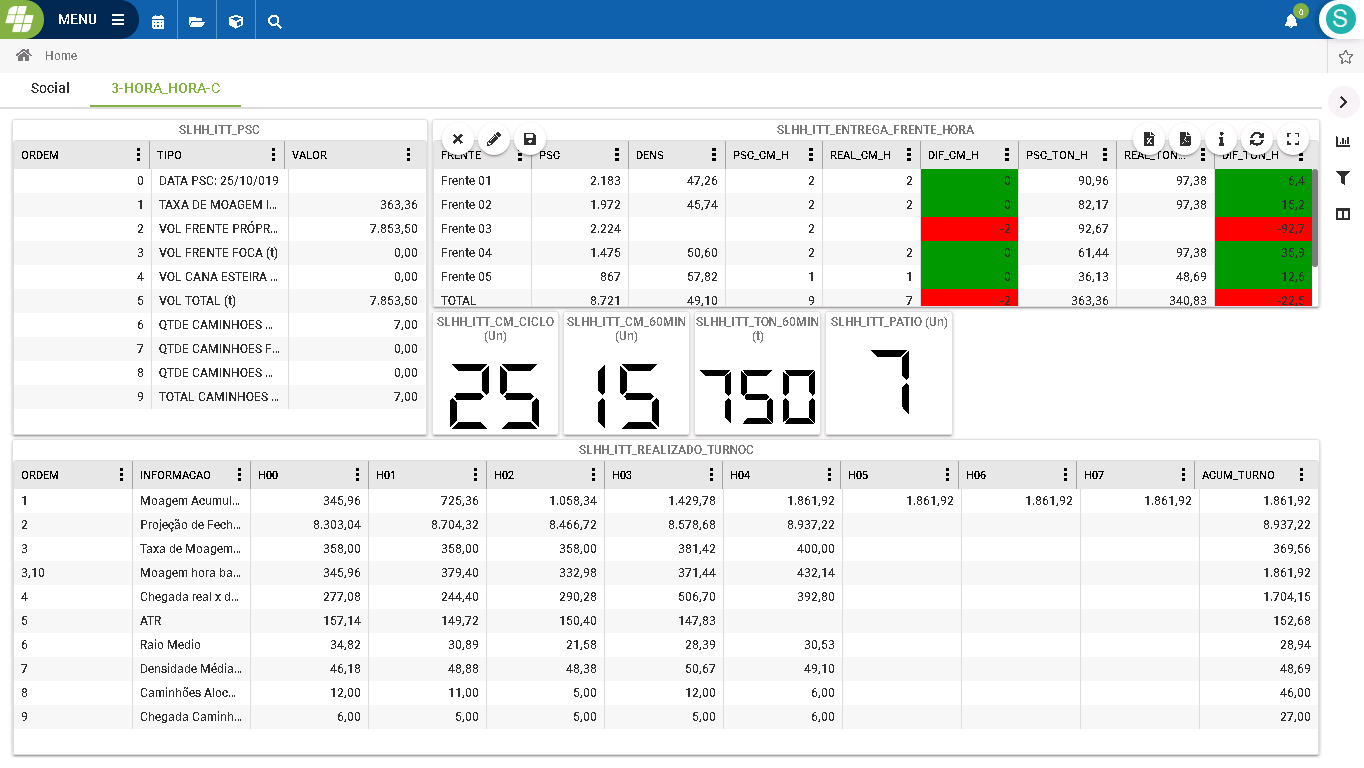 MENU
0
S
Home
Social 3-HORA_HORA-C
SLHH_ITT_PSC
ORDEM TIPO VALOR
0 DATA PSC: 25/10/019
1 TAXA DE MOAGEM I... 363,36
2 VOL FRENTE PRÓPR... 7.853,50
3 VOL FRENTE FOCA (t) 0,00
4 VOL CANA ESTEIRA ... 0,00
5 VOL TOTAL (t) 7.853,50
6 QTDE CAMINHOES ... 7,00
7 QTDE CAMINHOES F... 0,00
8 QTDE CAMINHOES ... 0,00
9 TOTAL CAMINHOES ... 7,00
SLHH_ITT_ENTREGA_FRENTE_HORA
FRENTE PSC DENS PSC_CM_H REAL_CM_H DIF_CM_H PSC_TON_H REAL_TON... DIF_TON_H
Frente 01 2.183 47,26 2 2 0 90,96 97,38 6,4
Frente 02 1.972 45,74 2 2 0 82,17 97,38 15,2
Frente 03 2.224 2 -2 92,67 -92,7
Frente 04 1.475 50,60 2 2 0 61,44 97,38 35,9
Frente 05 867 57,82 1 1 0 36,13 48,69 12,6
TOTAL 8.721 49,10 9 7 -2 363,36 340,83 -22,5
SLHH_ITT_CM_CICLO
(Un)
25
SLHH_ITT_CM_60MIN
(Un)
15
SLHH_ITT_TON_60MIN
(t)
750
SLHH_ITT_PATIO (Un)
7
SLHH_ITT_REALIZADO_TURNOC
ORDEM INFORMACAO H00 H01 H02 H03 H04 H05 H06 H07 ACUM_TURNO
1 Moagem Acumul... 345,96 725,36 1.058,34 1.429,78 1.861,92 1.861,92 1.861,92 1.861,92 1.861,92
2 Projeção de Fech... 8.303,04 8.704,32 8.466,72 8.578,68 8.937,22 8.937,22
3 Taxa de Moagem... 358,00 358,00 358,00 381,42 400,00 369,56
3,10 Moagem hora ba... 345,96 379,40 332,98 371,44 432,14 1.861,92
4 Chegada real x d... 277,08 244,40 290,28 506,70 392,80 1.704,15
5 ATR 157,14 149,72 150,40 147,83 152,68
6 Raio Medio 34,82 30,89 21,58 28,39 30,53 28,94
7 Densidade Média... 46,18 48,88 48,38 50,67 49,10 48,69
8 Caminhões Aloc... 12,00 11,00 5,00 12,00 6,00 46,00
9 Chegada Caminh... 6,00 5,00 5,00 5,00 6,00 27,00